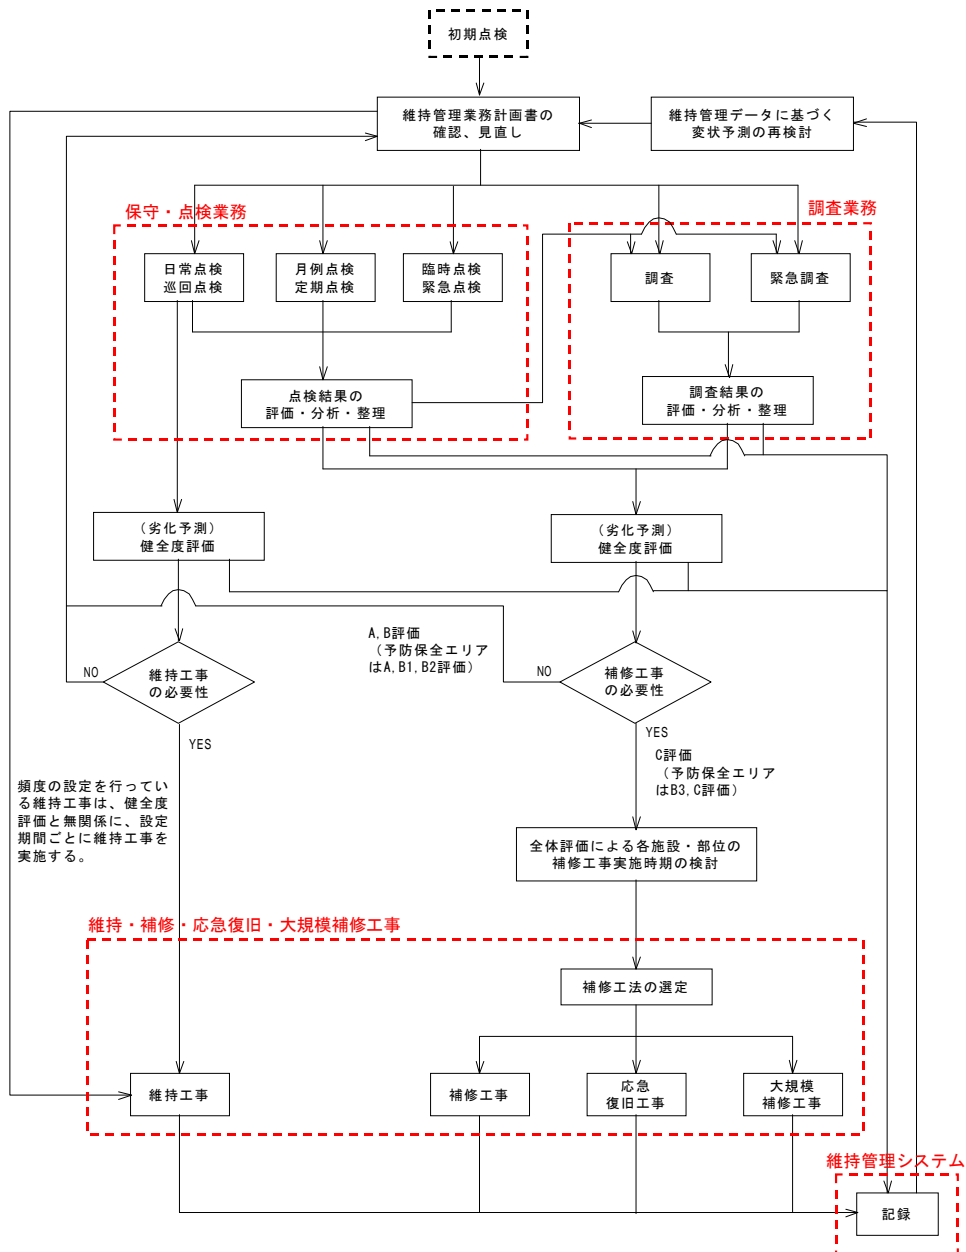 初期点検
維持管理業務計画書の
確認、見直し
維持管理データに基づく
変状予測の再検討
保守・点検業務
調査業務
日常点検
巡回点検
月例点検
定期点検
臨時点検
緊急点検
調査
緊急調査
点検結果の
評価・分析・整理
調査結果の
評価・分析・整理
(劣化予測)
健全度評価
(劣化予測)
健全度評価
A,B評価
(予防保全エリア
はA,B1,B2評価)
NO
維持工事
の必要性
NO
補修工事
の必要性
YES
YES
C評価
(予防保全エリア
はB3,C評価)
頻度の設定を行ってい
る維持工事は、健全度
評価と無関係に、設定
期間ごとに維持工事を
実施する。
全体評価による各施設・部位の
補修工事実施時期の検討
維持・補修・応急復旧・大規模補修工事
補修工法の選定
維持工事
補修工事
応急
復旧工事
大規模
補修工事
維持管理システム
記録